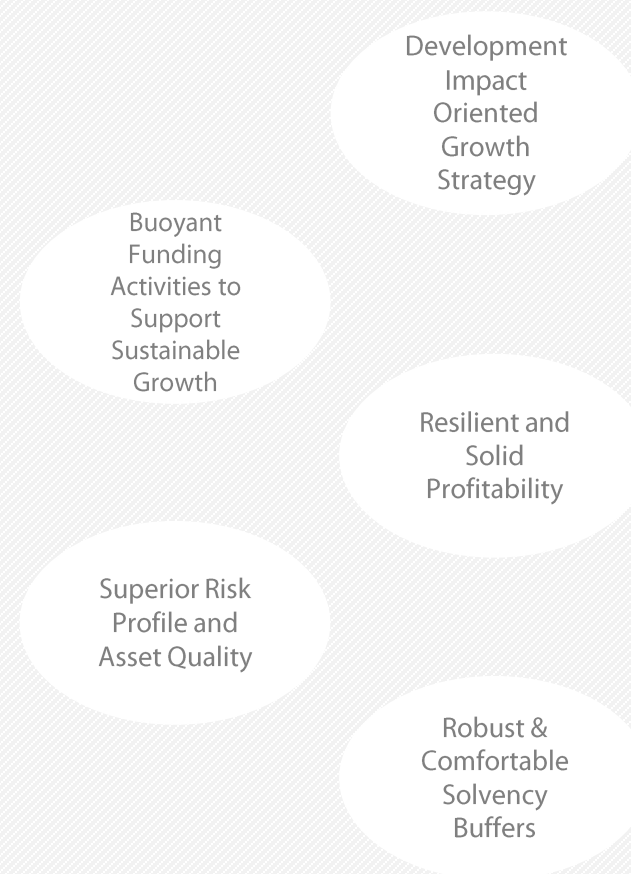 Development
Impact
Oriented
Growth
Strategy
Buoyant
Funding
Activities to
Support
Sustainable
Growth
Resilient and
Solid
Profitability
Superior Risk
Profile and
Asset Quality
Robust &
Comfortable
Solvency
Buffers